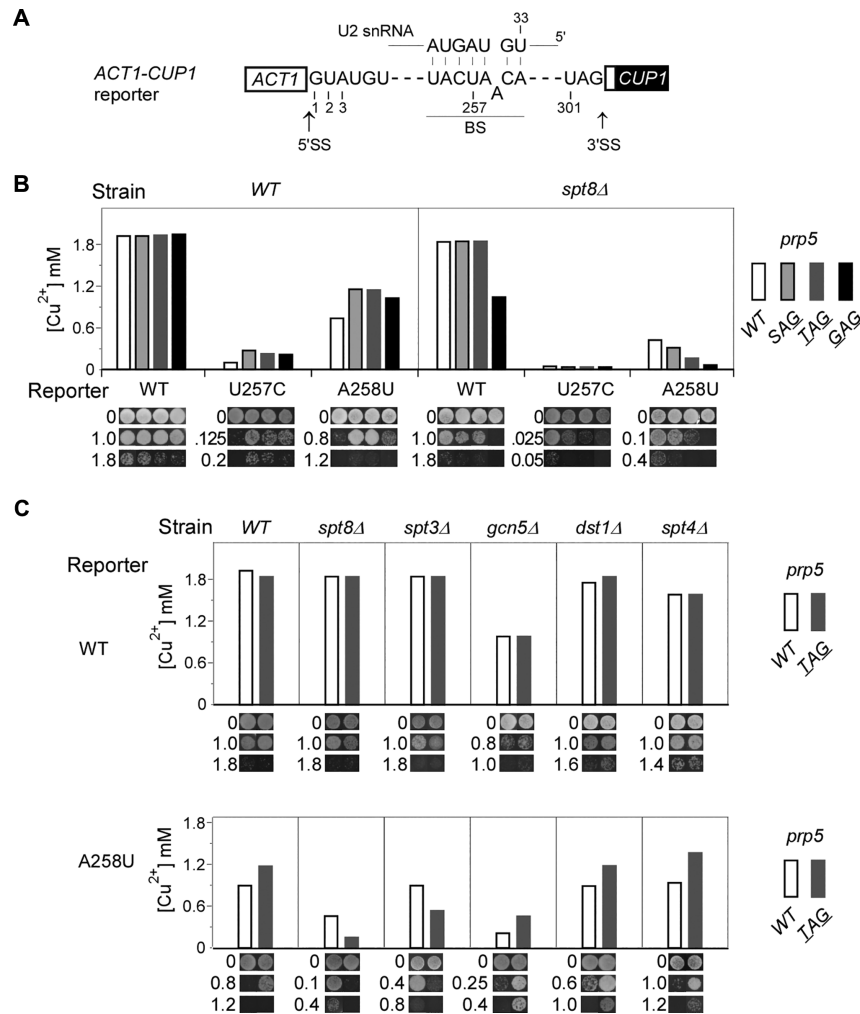 A
U2 snRNA
33
AUGAU GU 5'
ACT1-CUP1 reporter
ACT1 GUAUGU---UACUA CA---UAG CUP1
A
1 2 3 257 301
BS
5'SS 3'SS
B
Strain WT spt8Δ
[Cu²⁺] mM
1.8
1.2
0.6
0
prp5
WT SAG TAG GAG
Reporter WT U257C A258U WT U257C A258U
0 0 0 0 0 0
1.0 .125 0.8 1.0 .025 0.1
1.8 0.2 1.2 1.8 0.05 0.4
C
Strain WT spt8Δ spt3Δ gcn5Δ dst1Δ spt4Δ
Reporter
WT
[Cu²⁺] mM
1.8
1.2
0.6
0
prp5
WT TAG
0 0 0 0 0 0
1.0 1.0 1.0 0.8 1.0 1.0
1.8 1.8 1.8 1.0 1.6 1.4
A258U
[Cu²⁺] mM
1.8
1.2
0.6
0
prp5
WT TAG
0 0 0 0 0 0
0.8 0.1 0.4 0.25 0.6 1.0
1.2 0.4 0.8 0.4 1.0 1.2